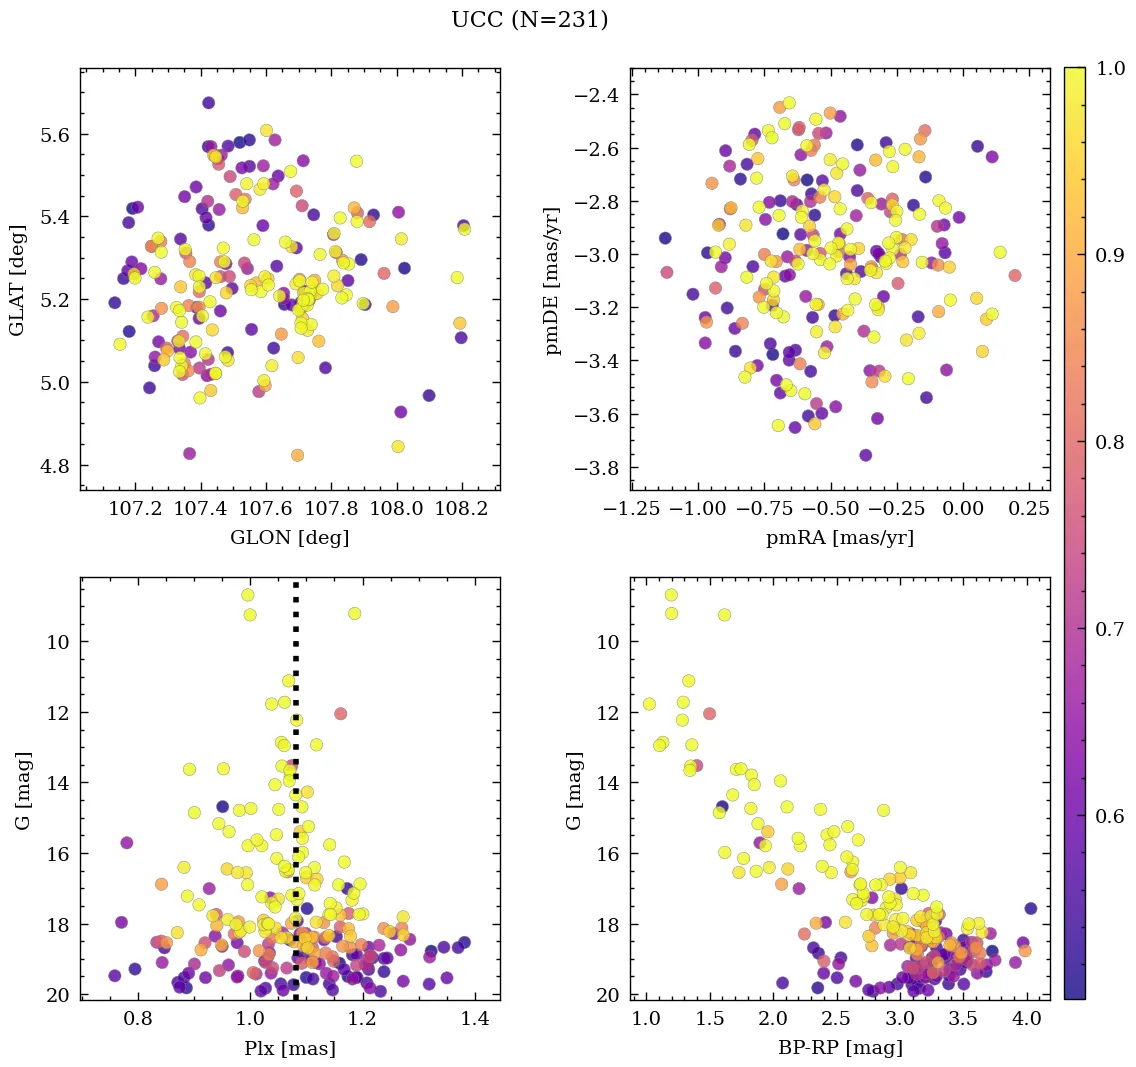 UCC (N=231)
5.6
5.4
5.2
5.0
4.8
GLAT [deg]
107.2 107.4 107.6 107.8 108.0 108.2
GLON [deg]
−2.4
−2.6
−2.8
−3.0
−3.2
−3.4
−3.6
−3.8
pmDE [mas/yr]
−1.25 −1.00 −0.75 −0.50 −0.25 0.00 0.25
pmRA [mas/yr]
10
12
14
16
18
20
G [mag]
0.8 1.0 1.2 1.4
Plx [mas]
10
12
14
16
18
20
G [mag]
1.0 1.5 2.0 2.5 3.0 3.5 4.0
BP-RP [mag]
1.0
0.9
0.8
0.7
0.6